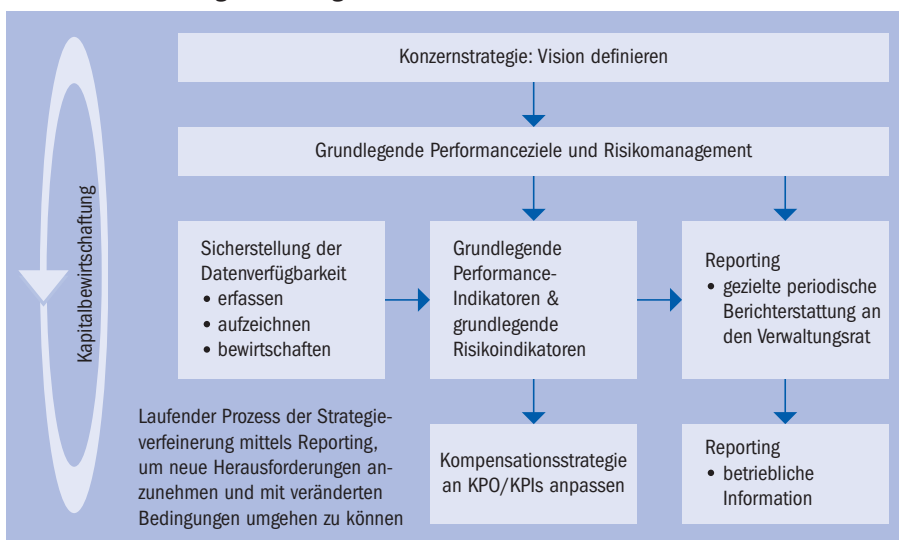 Konzernstrategie: Vision definieren
Grundlegende Performanceziele und Risikomanagement
Kapitalbewirtschaftung
Sicherstellung der
Datenverfügbarkeit
• erfassen
• aufzeichnen
• bewirtschaften
Grundlegende
Performance-
Indikatoren &
grundlegende
Risikoindikatoren
Reporting
• gezielte periodische
Berichterstattung an
den Verwaltungsrat
Laufender Prozess der Strategie-
verfeinerung mittels Reporting,
um neue Herausforderungen an-
zunehmen und mit veränderten
Bedingungen umgehen zu können
Kompensationsstrategie
an KPO/KPIs anpassen
Reporting
• betriebliche
Information